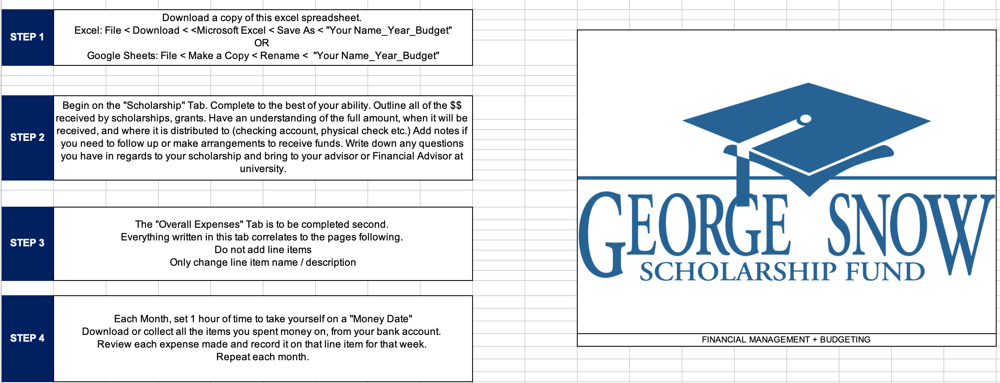 STEP 1
Download a copy of this excel spreadsheet.
Excel: File < Download < <Microsoft Excel < Save As < "Your Name_Year_Budget"
OR
Google Sheets: File < Make a Copy < Rename <  "Your Name_Year_Budget"
STEP 2
Begin on the "Scholarship" Tab. Complete to the best of your ability. Outline all of the $$
received by scholarships, grants. Have an understanding of the full amount, when it will be
received, and where it is distributed to (checking account, physical check etc.) Add notes if
you need to follow up or make arrangements to receive funds. Write down any questions
you have in regards to your scholarship and bring to your advisor or Financial Advisor at
university.
STEP 3
The "Overall Expenses" Tab is to be completed second.
Everything written in this tab correlates to the pages following.
Do not add line items
Only change line item name / description
STEP 4
Each Month, set 1 hour of time to take yourself on a "Money Date"
Download or collect all the items you spent money on, from your bank account.
Review each expense made and record it on that line item for that week.
Repeat each month.
GEORGE SNOW
SCHOLARSHIP FUND
FINANCIAL MANAGEMENT + BUDGETING